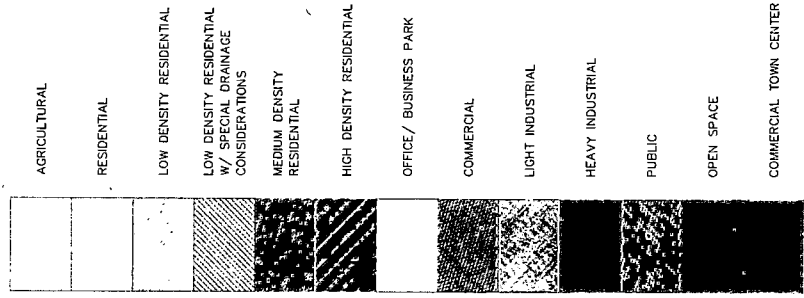 AGRICULTURAL
RESIDENTIAL
LOW DENSITY RESIDENTIAL
LOW DENSITY RESIDENTIAL
W/ SPECIAL DRAINAGE
CONSIDERATIONS
MEDIUM DENSITY
RESIDENTIAL
HIGH DENSITY RESIDENTIAL
OFFICE/ BUSINESS PARK
COMMERCIAL
LIGHT INDUSTRIAL
HEAVY INDUSTRIAL
PUBLIC
OPEN SPACE
COMMERCIAL TOWN CENTER